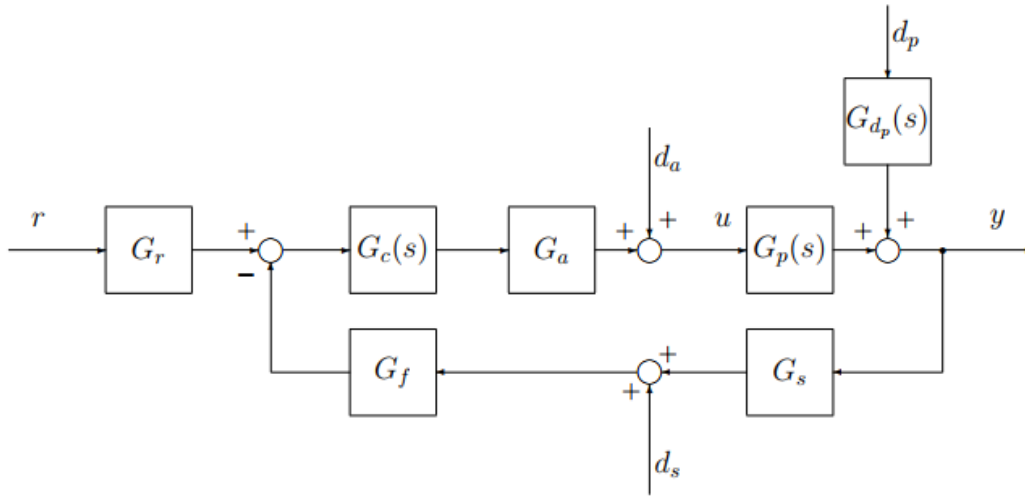 d_p
G_{d_p}(s)
d_a
r
G_r
+
−
G_c(s)
G_a
+
+
u
G_p(s)
+
+
y
G_f
+
+
G_s
d_s